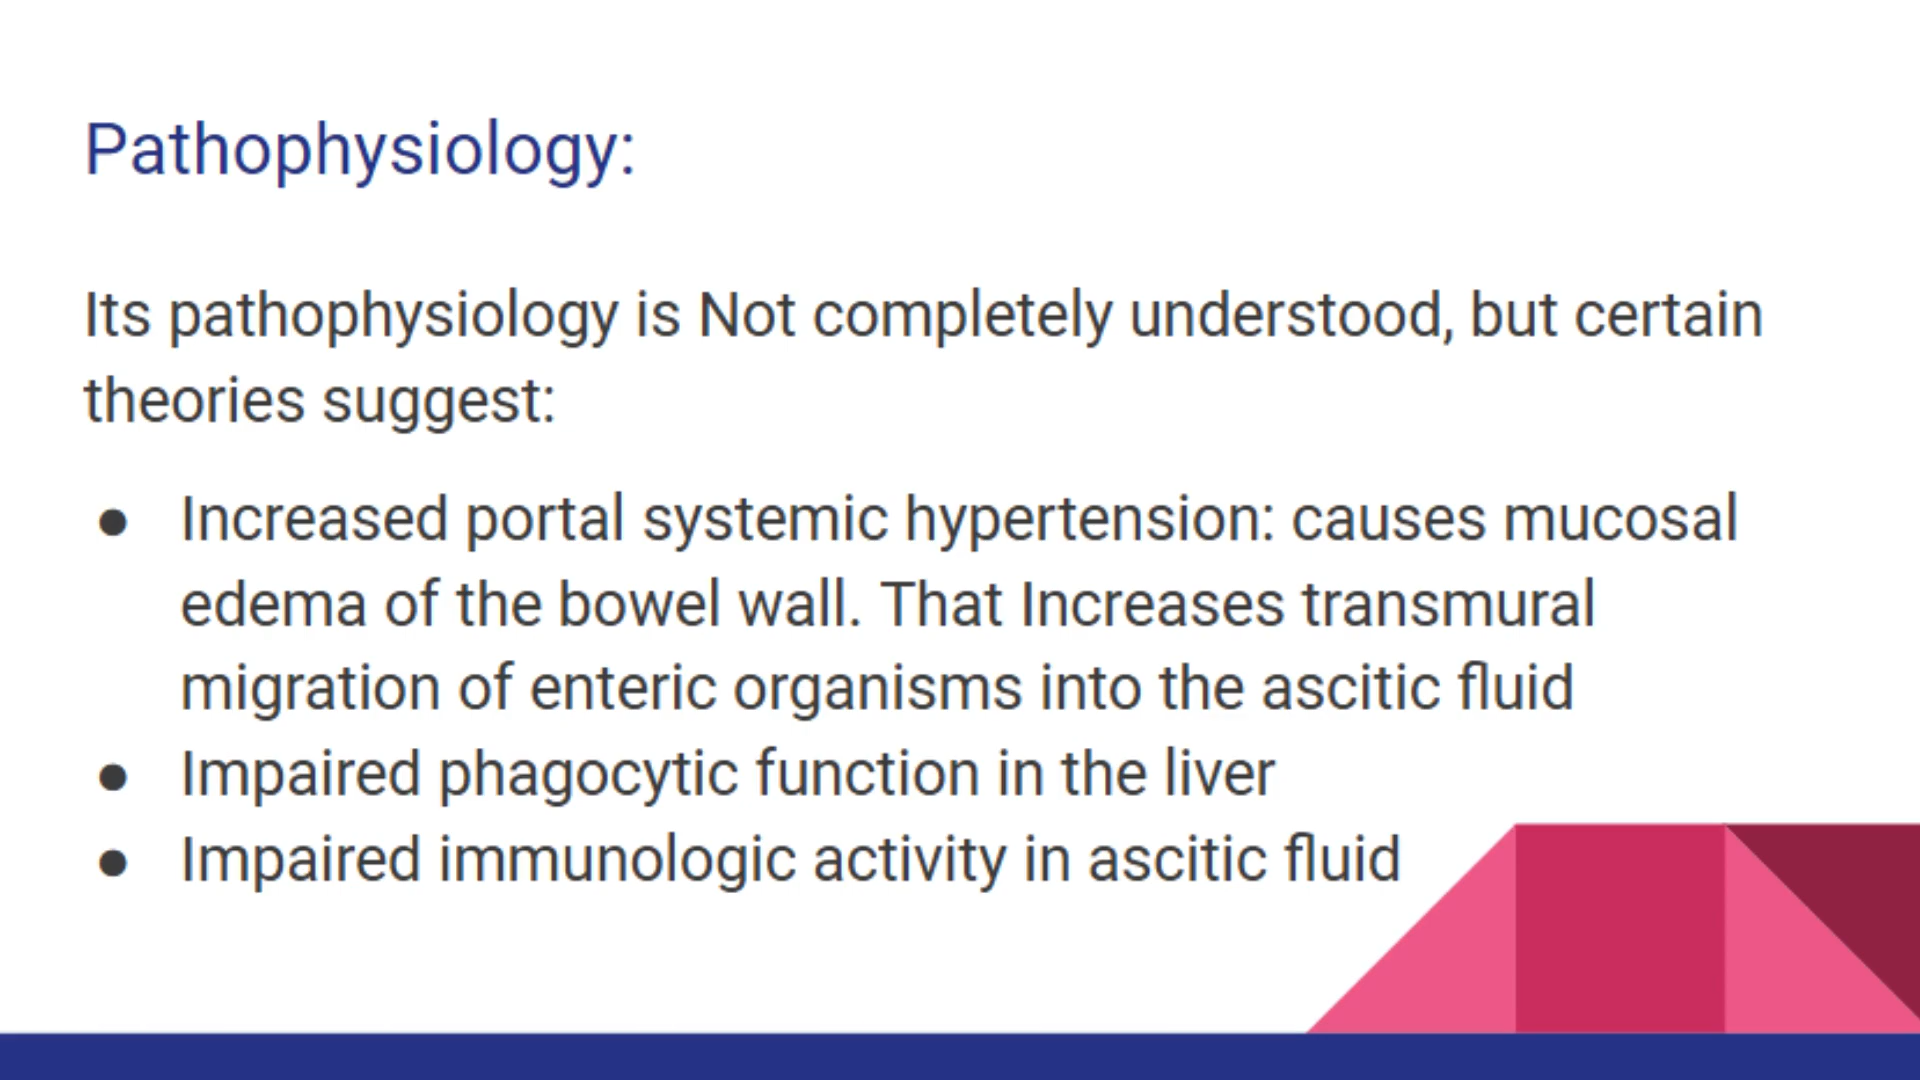 Pathophysiology:
Its pathophysiology is Not completely understood, but certain
theories suggest:
● Increased portal systemic hypertension: causes mucosal
edema of the bowel wall. That Increases transmural
migration of enteric organisms into the ascitic fluid
● Impaired phagocytic function in the liver
● Impaired immunologic activity in ascitic fluid